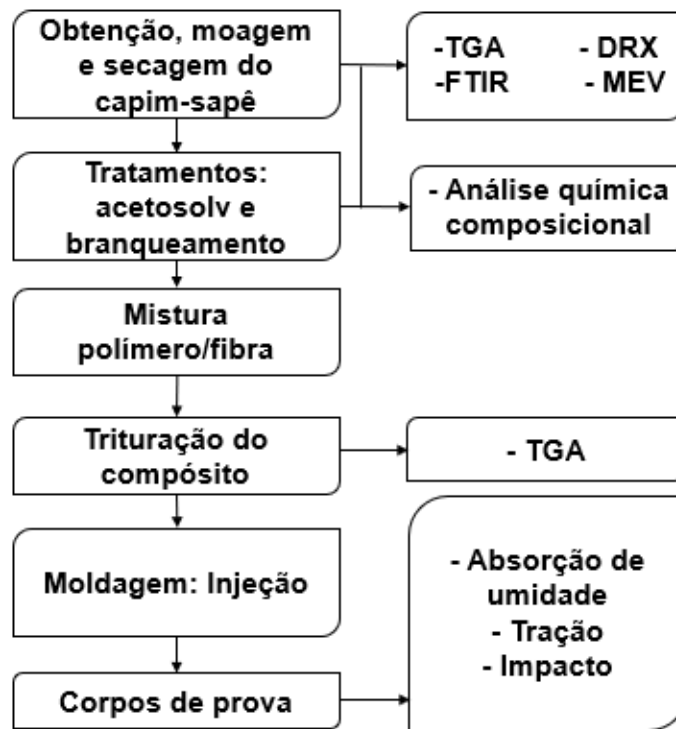 Obtenção, moagem
e secagem do
capim-sapê
-TGA - DRX
-FTIR - MEV
Tratamentos:
acetosolv e
branqueamento
- Análise química
composicional
Mistura
polímero/fibra
Trituração do
compósito
- TGA
Moldagem: Injeção
- Absorção de
umidade
- Tração
- Impacto
Corpos de prova